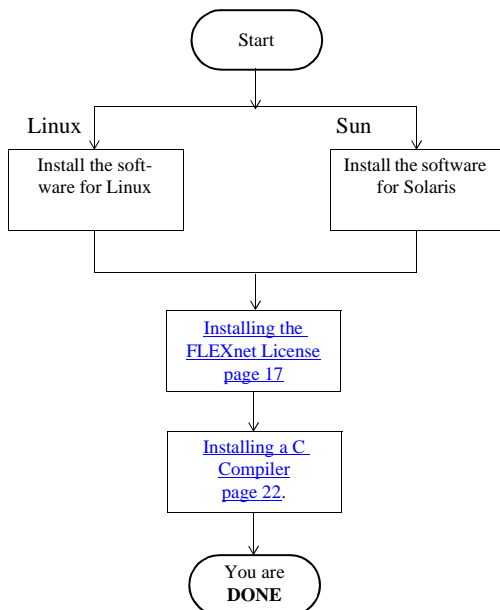 Start
Linux
Sun
Install the soft-
ware for Linux
Install the software
for Solaris
Installing the
FLEXnet License
page 17
Installing a C
Compiler
page 22.
You are
DONE